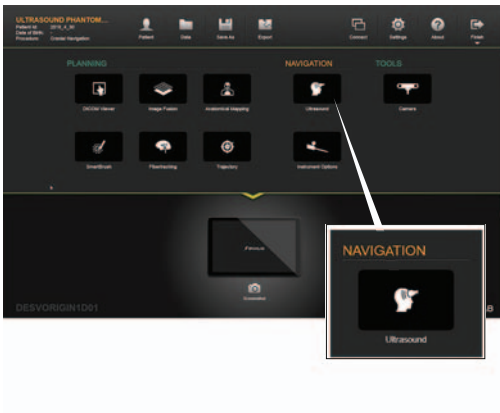 ULTRASOUND PHANTOM...
Patient Id: 2015_4_30
Date of Birth: -
Procedure: Cranial Navigation
Patient
Data
Save As
Export
Connect
Settings
About
Finish
PLANNING
NAVIGATION
TOOLS
DICOM Viewer
Image Fusion
Anatomical Mapping
Ultrasound
Camera
SmartBrush
Fibertracking
Trajectory
Instrument Options
Screenshot
DESVORIGIN1D01
NAVIGATION
Ultrasound